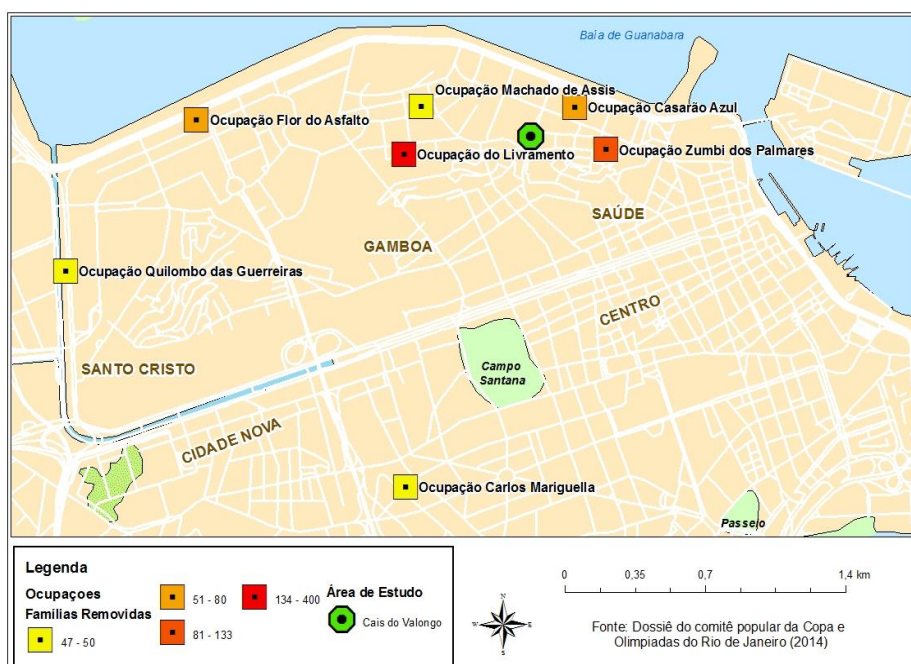 Baía de Guanabara
Ocupação Machado de Assis
Ocupação Casarão Azul
Ocupação Flor do Asfalto
Ocupação do Livramento
Ocupação Zumbi dos Palmares
SAÚDE
GAMBOA
Ocupação Quilombo das Guerreiras
CENTRO
SANTO CRISTO
Campo
Santana
CIDADE NOVA
Ocupação Carlos Mariguella
Passeio
Legenda
Ocupaçoes
Famílias Removidas
47 - 50
51 - 80
81 - 133
134 - 400
Área de Estudo
Cais do Valongo
N
W E
S
0 0,35 0,7 1,4 km
Fonte: Dossiê do comitê popular da Copa e
Olimpiadas do Rio de Janeiro (2014)